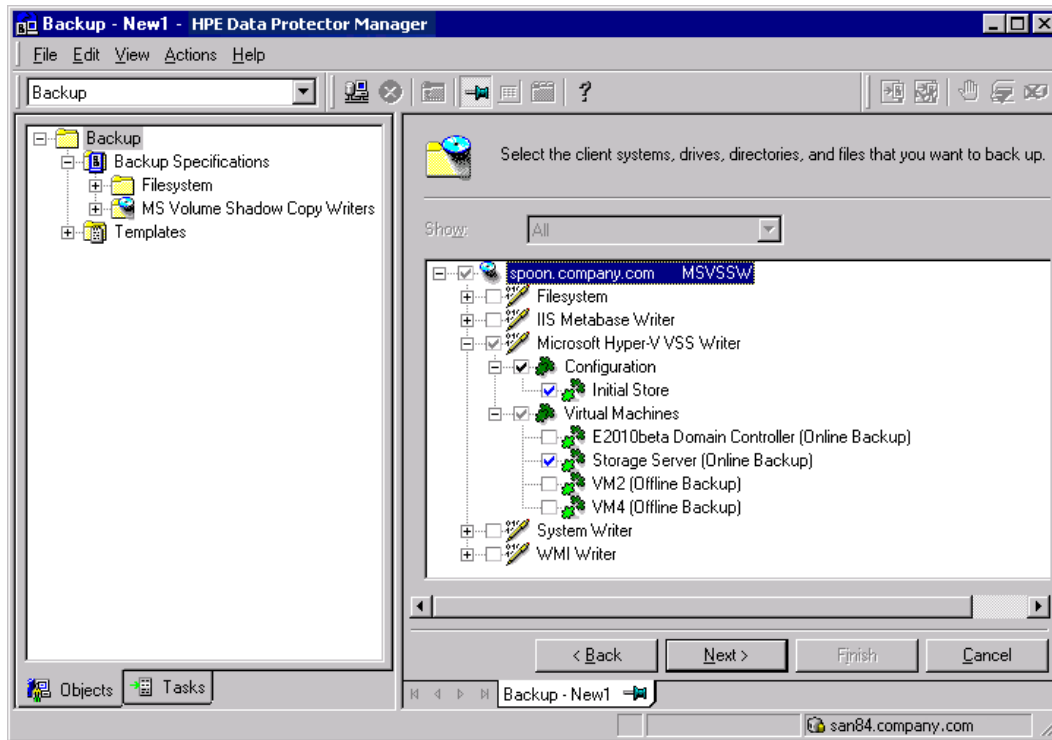 Backup - New1 - HPE Data Protector Manager
File Edit View Actions Help
Backup
Backup
Backup Specifications
Filesystem
MS Volume Shadow Copy Writers
Templates
Objects
Tasks
Select the client systems, drives, directories, and files that you want to back up.
Show:
All
spoon.company.com MSVSSW
Filesystem
IIS Metabase Writer
Microsoft Hyper-V VSS Writer
Configuration
Initial Store
Virtual Machines
E2010beta Domain Controller (Online Backup)
Storage Server (Online Backup)
VM2 (Offline Backup)
VM4 (Offline Backup)
System Writer
WMI Writer
< Back
Next >
Finish
Cancel
Backup - New1
san84.company.com